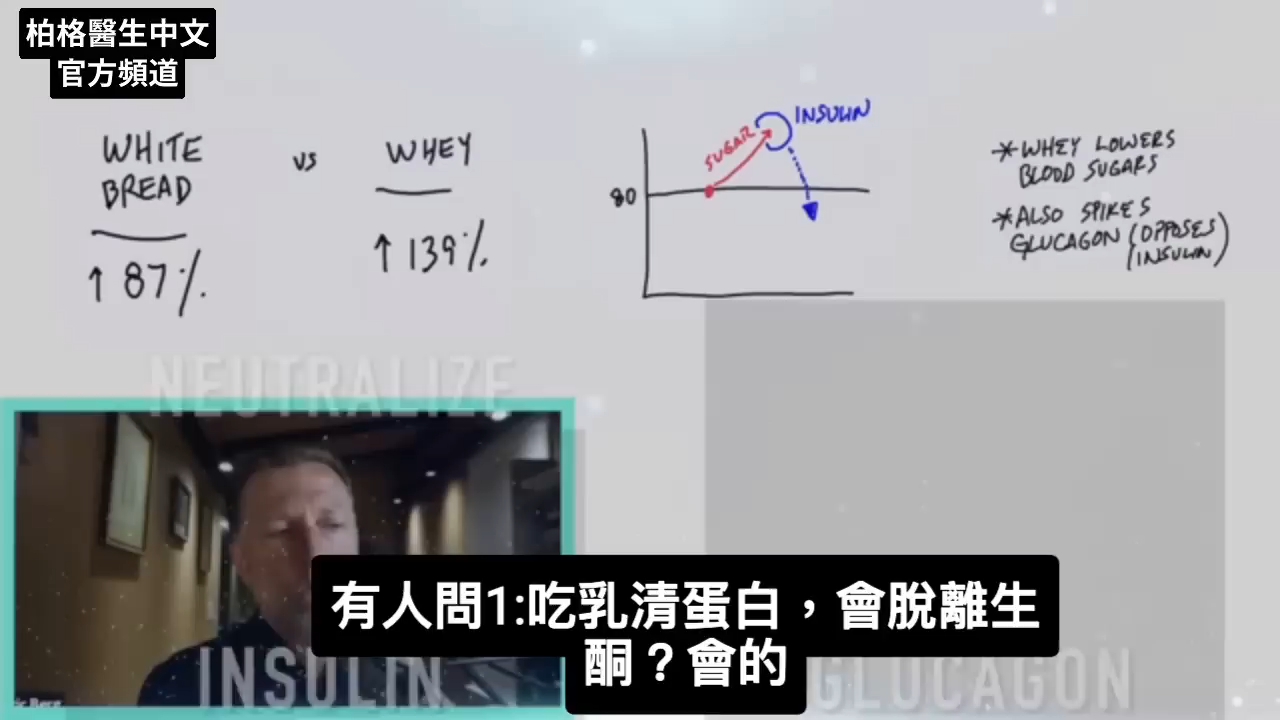 柏格醫生中文
官方頻道
WHITE
BREAD
↑ 87%.
vs
WHEY
↑ 139%.
80
SUGAR
INSULIN
*WHEY LOWERS
BLOOD SUGARS
*ALSO SPIKES
GLUCAGON (OPPOSES
INSULIN)
NEUTRALIZE
INSULIN
GLUCAGON
有人問1:吃乳清蛋白，會脫離生
酮？會的
ic Berg